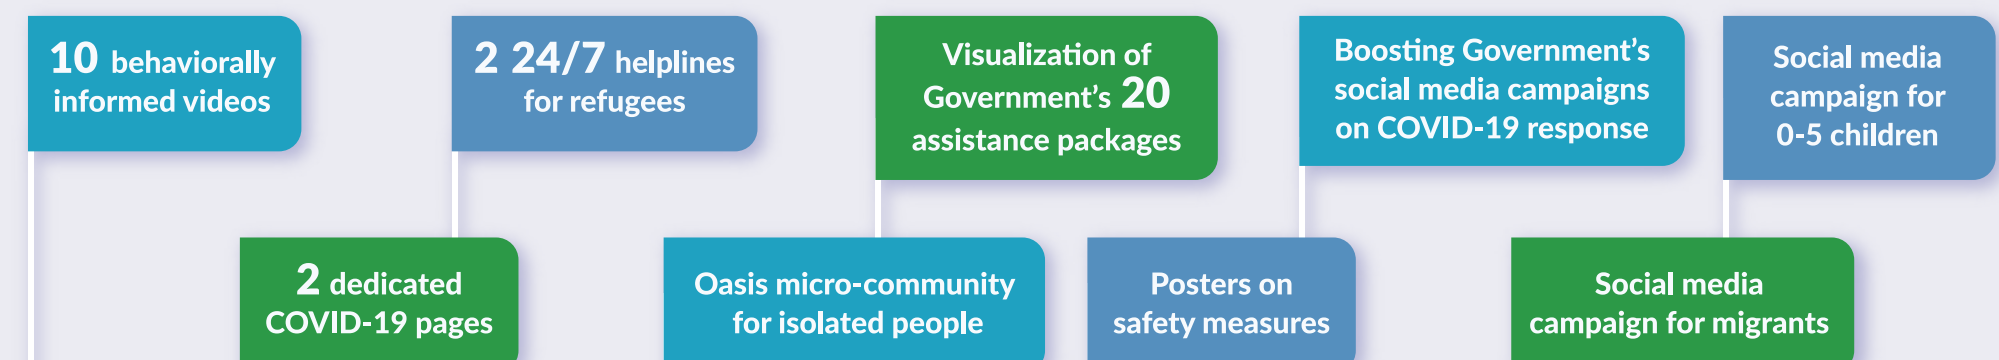 10 behaviorally
informed videos
2 24/7 helplines
for refugees
Visualization of
Government’s 20
assistance packages
Boosting Government’s
social media campaigns
on COVID-19 response
Social media
campaign for
0-5 children
2 dedicated
COVID-19 pages
Oasis micro-community
for isolated people
Posters on
safety measures
Social media
campaign for migrants